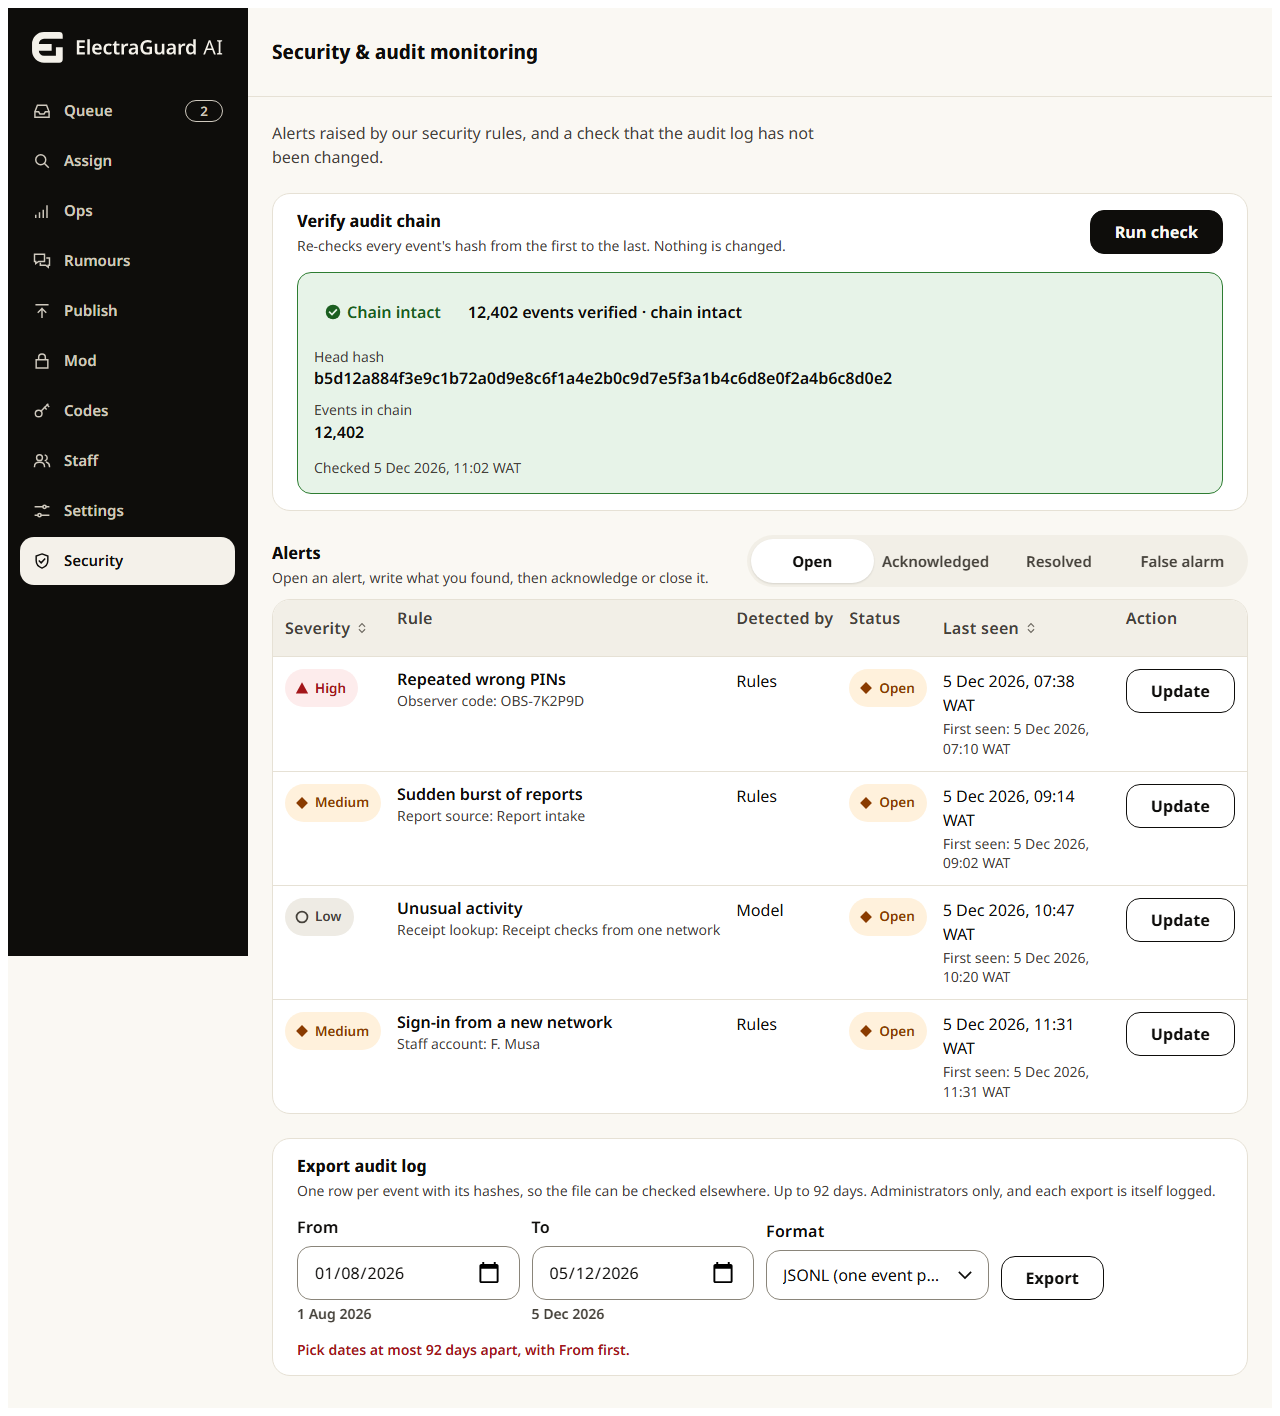 ElectraGuard AI
Queue 2
Assign
Ops
Rumours
Publish
Mod
Codes
Staff
Settings
Security
Security & audit monitoring
Alerts raised by our security rules, and a check that the audit log has not
been changed.
Verify audit chain
Re-checks every event's hash from the first to the last. Nothing is changed.
Run check
Chain intact 12,402 events verified · chain intact
Head hash
b5d12a884f3e9c1b72a0d9e8c6f1a4e2b0c9d7e5f3a1b4c6d8e0f2a4b6c8d0e2
Events in chain
12,402
Checked 5 Dec 2026, 11:02 WAT
Alerts
Open an alert, write what you found, then acknowledge or close it.
Open Acknowledged Resolved False alarm
Severity Rule Detected by Status Last seen Action
High Repeated wrong PINs Rules Open 5 Dec 2026, 07:38 Update
Observer code: OBS-7K2P9D WAT
First seen: 5 Dec 2026,
07:10 WAT
Medium Sudden burst of reports Rules Open 5 Dec 2026, 09:14 Update
Report source: Report intake WAT
First seen: 5 Dec 2026,
09:02 WAT
Low Unusual activity Model Open 5 Dec 2026, 10:47 Update
Receipt lookup: Receipt checks from one network WAT
First seen: 5 Dec 2026,
10:20 WAT
Medium Sign-in from a new network Rules Open 5 Dec 2026, 11:31 Update
Staff account: F. Musa WAT
First seen: 5 Dec 2026,
11:31 WAT
Export audit log
One row per event with its hashes, so the file can be checked elsewhere. Up to 92 days. Administrators only, and each export is itself logged.
From To Format
01/08/2026 05/12/2026 JSONL (one event p... Export
1 Aug 2026 5 Dec 2026
Pick dates at most 92 days apart, with From first.